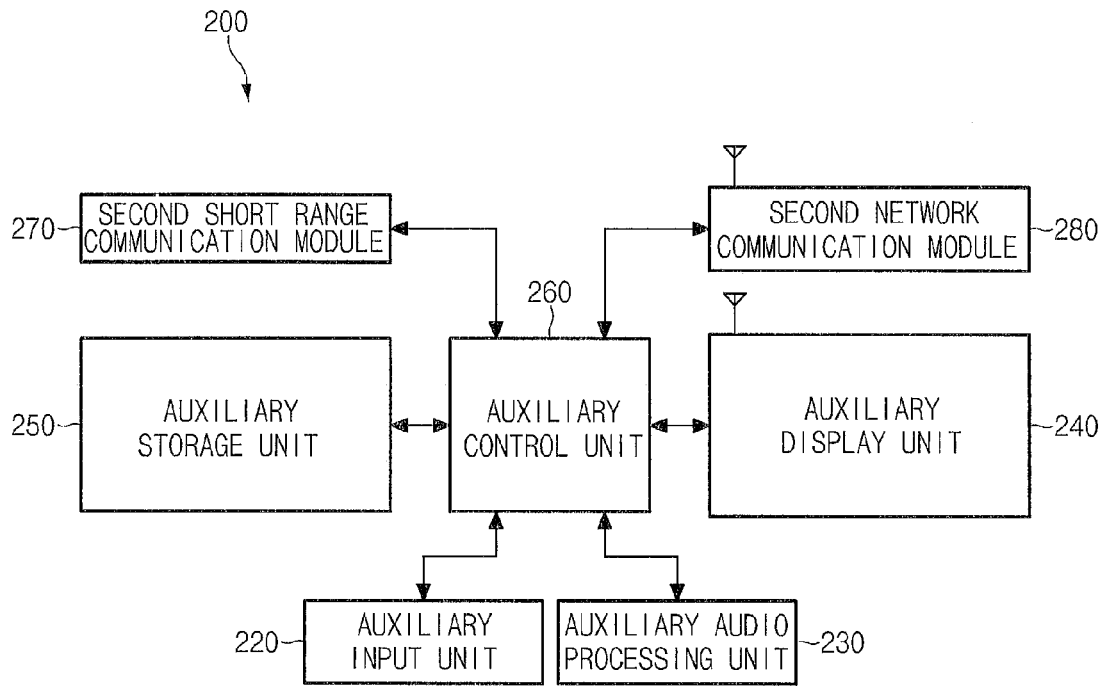 200
270
SECOND SHORT RANGE
COMMUNICATION MODULE
SECOND NETWORK
COMMUNICATION MODULE
280
260
250
AUXILIARY
STORAGE UNIT
AUXILIARY
CONTROL UNIT
AUXILIARY
DISPLAY UNIT
240
220
AUXILIARY
INPUT UNIT
AUXILIARY AUDIO
PROCESSING UNIT
230